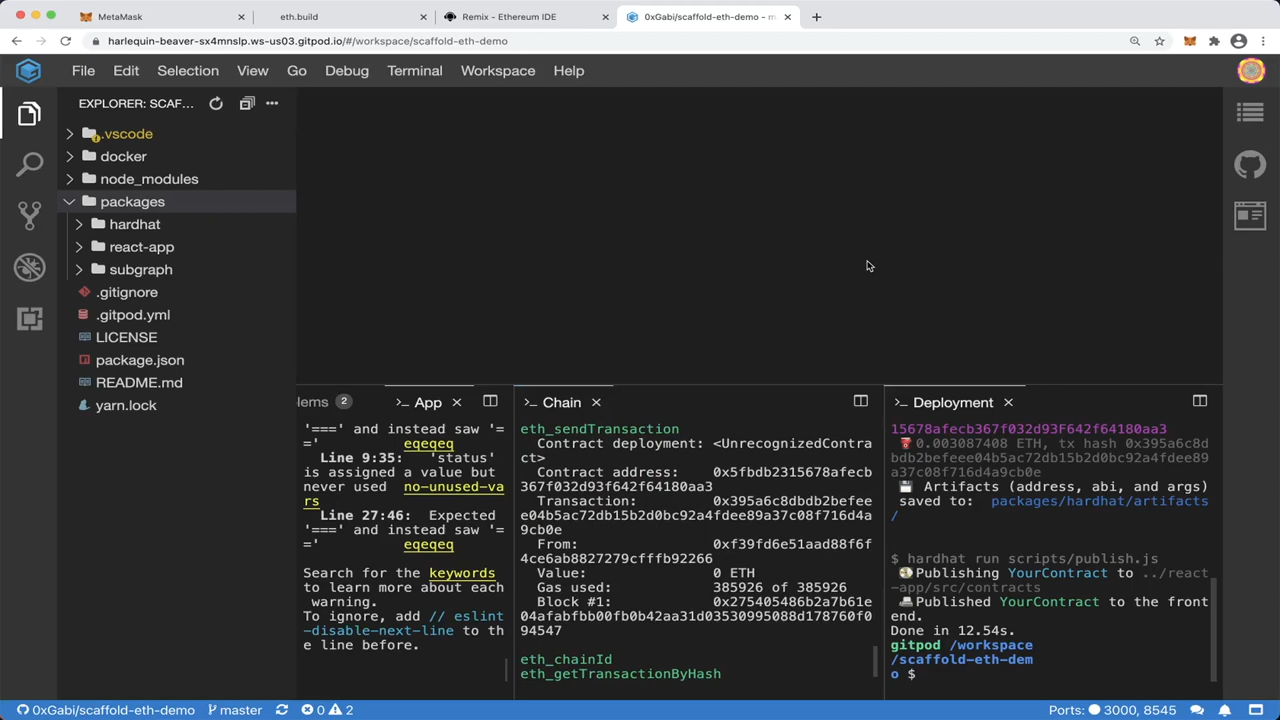 MetaMask
eth.build
Remix - Ethereum IDE
0xGabi/scaffold-eth-demo - m
harlequin-beaver-sx4mnslp.ws-us03.gitpod.io/#/workspace/scaffold-eth-demo
File Edit Selection View Go Debug Terminal Workspace Help
EXPLORER: SCAF...
.vscode
docker
node_modules
packages
hardhat
react-app
subgraph
.gitignore
.gitpod.yml
LICENSE
package.json
README.md
yarn.lock
lems 2
>_ App
'===' and instead saw '=
=' eqeqeq
Line 9:35: 'status'
is assigned a value but
never used no-unused-va
rs
Line 27:46: Expected
'===' and instead saw '=
=' eqeqeq
Search for the keywords
to learn more about each
warning.
To ignore, add // eslint
-disable-next-line to th
e line before.
>_ Chain
eth_sendTransaction
Contract deployment: <UnrecognizedContra
ct>
Contract address: 0x5fbdb2315678afecb
367f032d93f642f64180aa3
Transaction: 0x395a6c8dbdb2befee
e04b5ac72db15b2d0bc92a4fdee89a37c08f716d4a
9cb0e
From: 0xf39fd6e51aad88f6f
4ce6ab8827279cfffb92266
Value: 0 ETH
Gas used: 385926 of 385926
Block #1: 0x275405486b2a7b61e
04afabfbb00fb0b42aa31d03530995088d178760f0
94547
eth_chainId
eth_getTransactionByHash
>_ Deployment
15678afecb367f032d93f642f64180aa3
0.003087408 ETH, tx hash 0x395a6c8d
bdb2befeee04b5ac72db15b2d0bc92a4fdee89
a37c08f716d4a9cb0e
Artifacts (address, abi, and args)
saved to: packages/hardhat/artifacts
/
$ hardhat run scripts/publish.js
Publishing YourContract to ../react
-app/src/contracts
Published YourContract to the front
end.
Done in 12.54s.
gitpod /workspace
/scaffold-eth-dem
o $
0xGabi/scaffold-eth-demo master 0 2
Ports: 3000, 8545